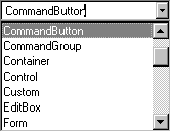 CommandButton
CommandButton
CommandGroup
Container
Control
Custom
EditBox
Form